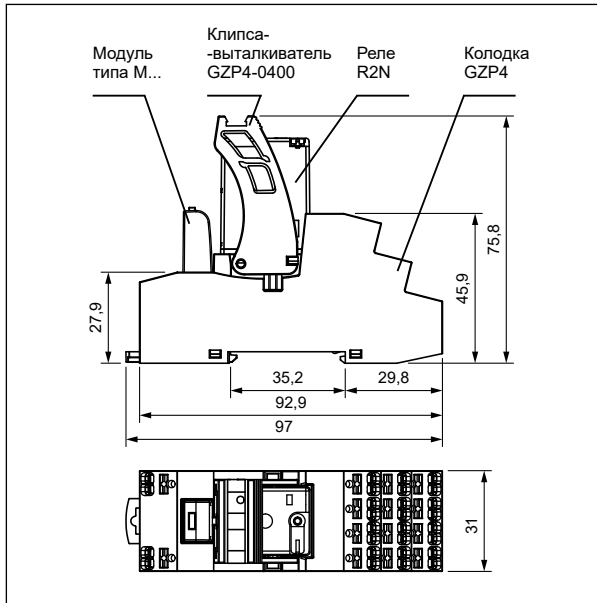 Модуль
типа M...
Клипса-
-выталкиватель
GZP4-0400
Реле
R2N
Колодка
GZP4
75,8
45,9
27,9
35,2
29,8
92,9
97
31